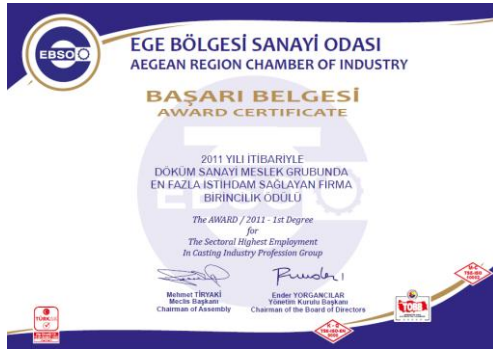 EBSO
EGE BÖLGESİ SANAYİ ODASI
AEGEAN REGION CHAMBER OF INDUSTRY
BAŞARI BELGESİ
AWARD CERTIFICATE
2011 YILI İTİBARIYLE
DÖKÜM SANAYİ MESLEK GRUBUNDA
EN FAZLA İSTİHDAM SAĞLAYAN FİRMA
BİRİNCİLİK ÖDÜLÜ
The AWARD / 2011 - 1st Degree
for
The Sectoral Highest Employment
In Casting Industry Profession Group
Mehmet TİRYAKİ
Meclis Başkanı
Chairman of Assembly
Ender YORGANCILAR
Yönetim Kurulu Başkanı
Chairman of the Board of Directors
TOBB